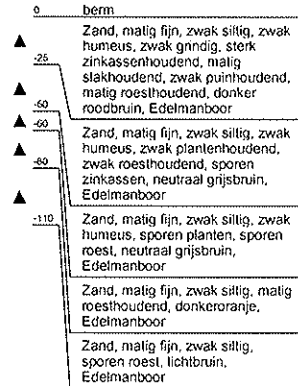 0 berm
Zand, matig fijn, zwak siltig, zwak
humeus, zwak grindig, sterk
zinkassenhoudend, matig
slakhoudend, zwak puinhoudend,
matig roesthoudend, donker
roodbruin, Edelmanboor
-25
Zand, matig fijn, zwak siltig, zwak
humeus, zwak plantenhoudend,
zwak roesthoudend, sporen
zinkassen, neutraal grijsbruin,
Edelmanboor
-50
Zand, matig fijn, zwak siltig, zwak
humeus, sporen planten, sporen
roest, neutraal grijsbruin,
Edelmanboor
-60
Zand, matig fijn, zwak siltig, matig
roesthoudend, donkeroranje,
Edelmanboor
-80
Zand, matig fijn, zwak siltig,
sporen roest, lichtbruin,
Edelmanboor
-110